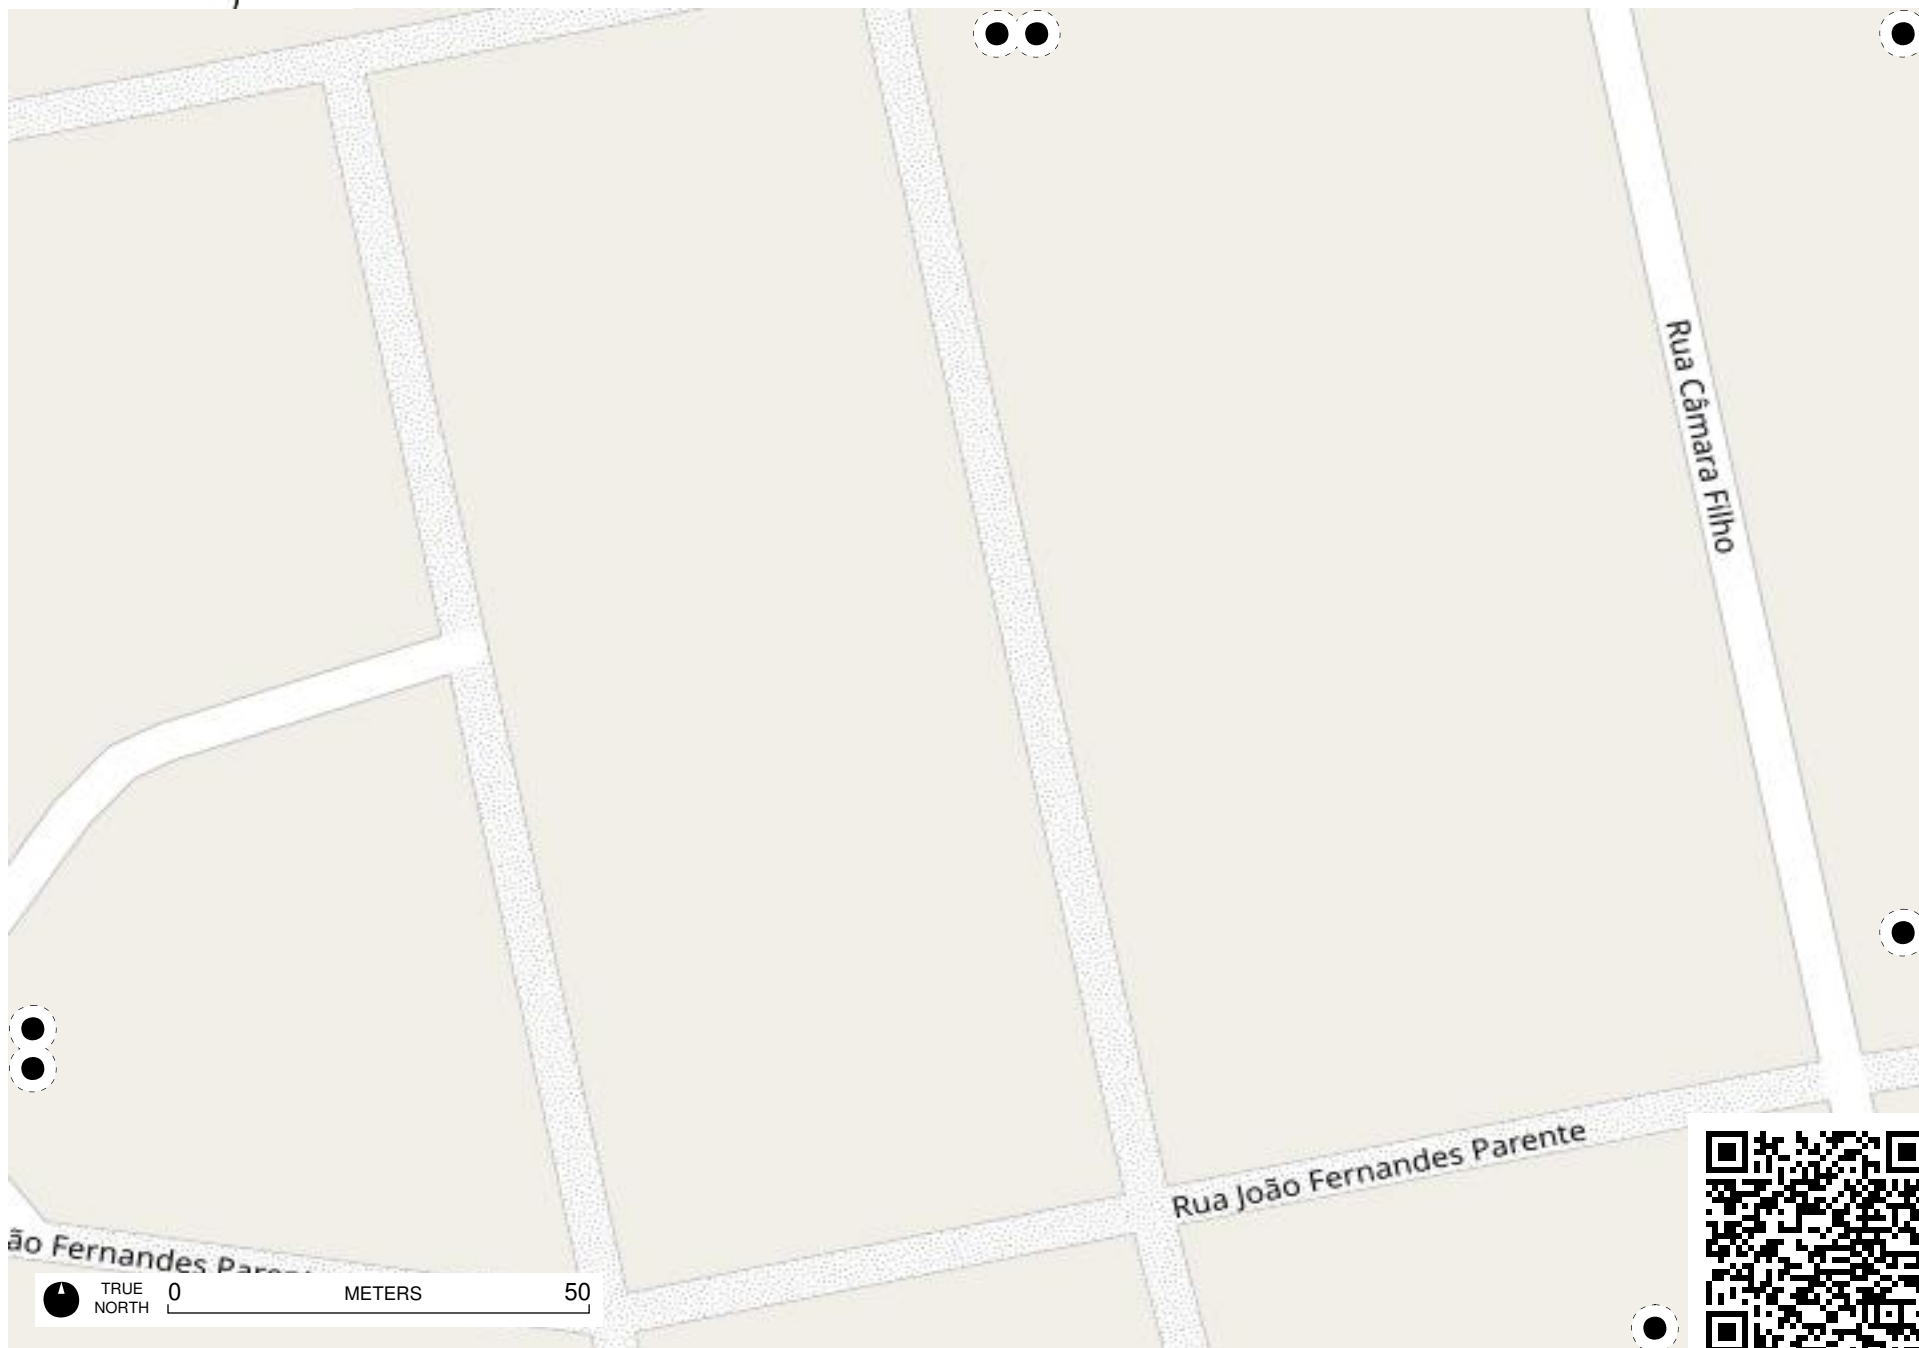 Rua Câmara Filho
Rua João Fernandes Parente
ão Fernandes
TRUE
NORTH
0 METERS 50